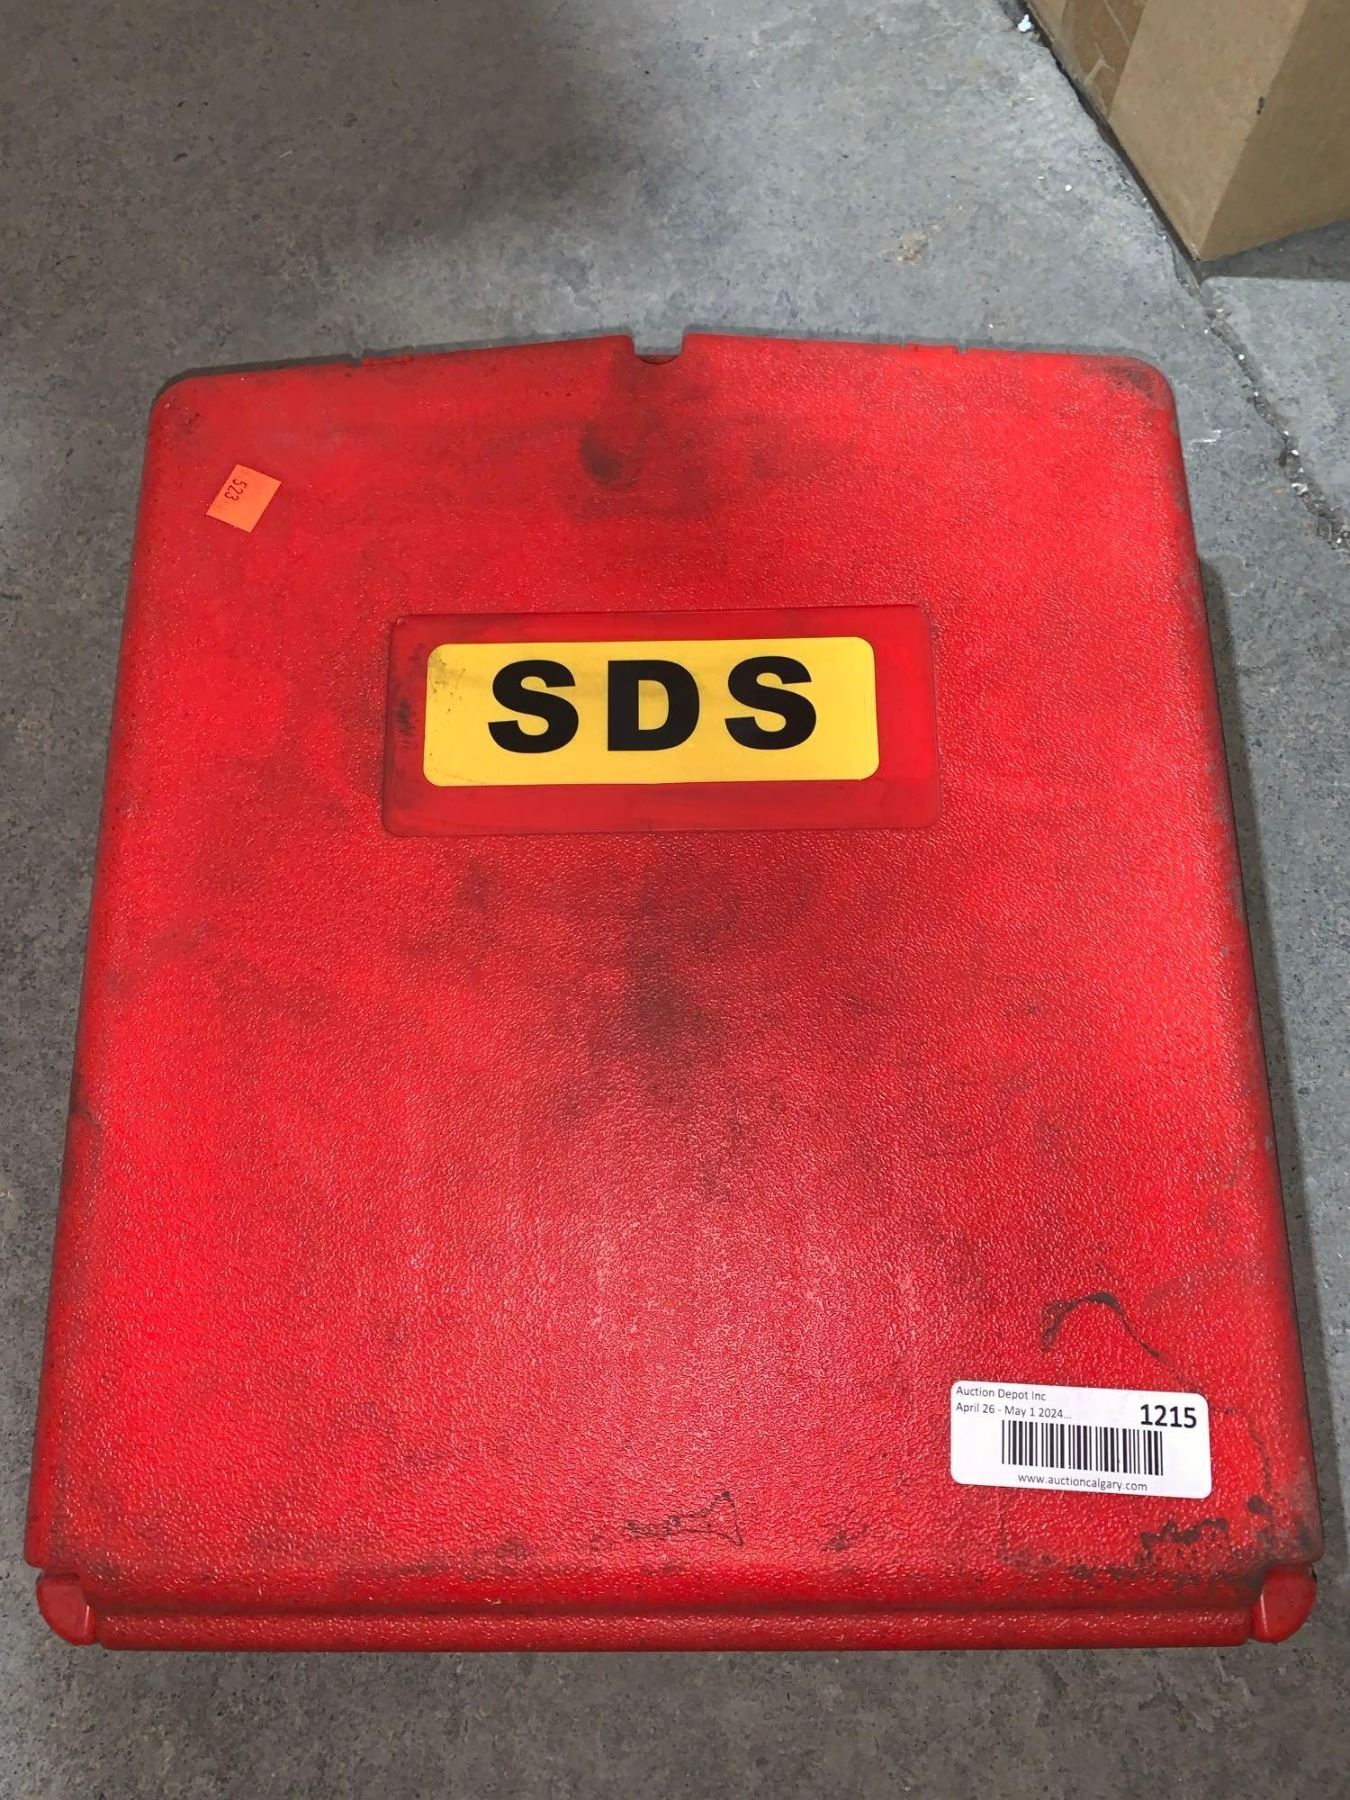 523
SDS
Auction Depot Inc
April 26 - May 1 2024... 1215
www.auctioncalgary.com